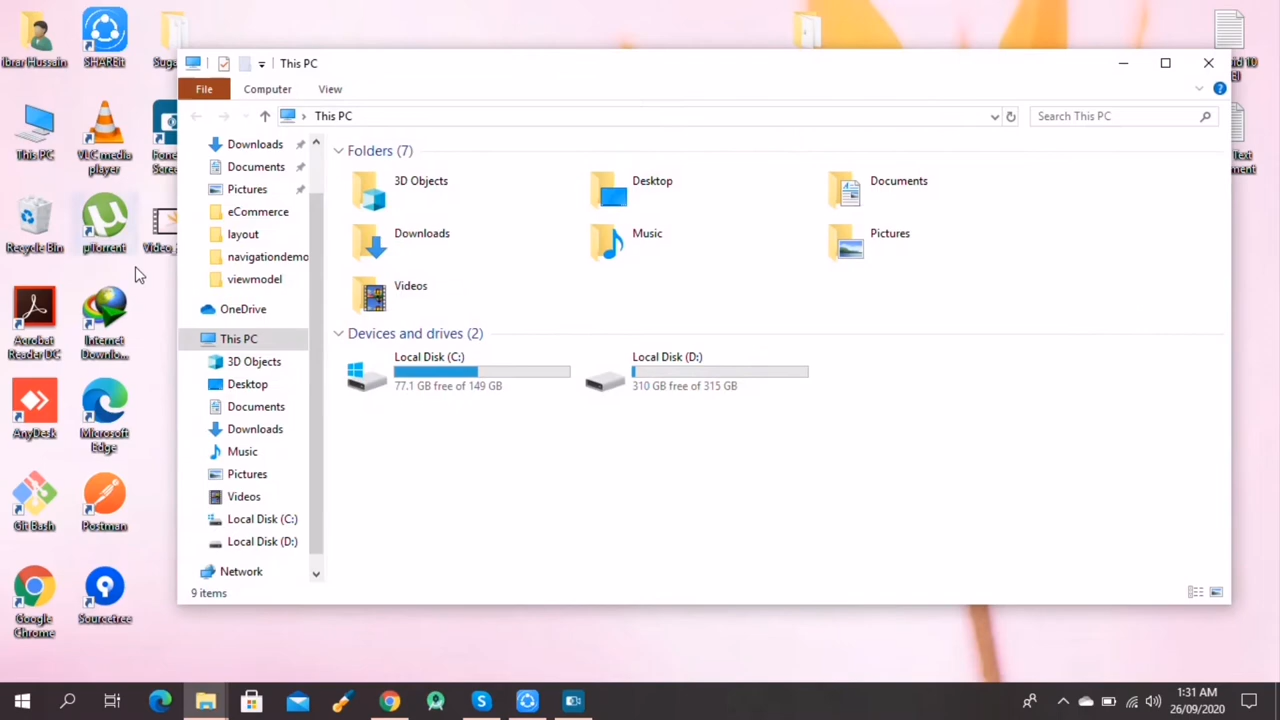 Ibrar Hussain
SHAREit
This PC
VLC media
player
Recycle Bin
µTorrent
Acrobat
Reader DC
Internet
Downlo...
AnyDesk
Microsoft
Edge
Git Bash
Postman
Google
Chrome
Sourcetree
This PC
File
Computer
View
This PC
Search This PC
Downloads
Documents
Pictures
eCommerce
layout
navigationdemo
viewmodel
OneDrive
This PC
3D Objects
Desktop
Documents
Downloads
Music
Pictures
Videos
Local Disk (C:)
Local Disk (D:)
Network
Folders (7)
3D Objects
Desktop
Documents
Downloads
Music
Pictures
Videos
Devices and drives (2)
Local Disk (C:)
77.1 GB free of 149 GB
Local Disk (D:)
310 GB free of 315 GB
9 items
1:31 AM
26/09/2020